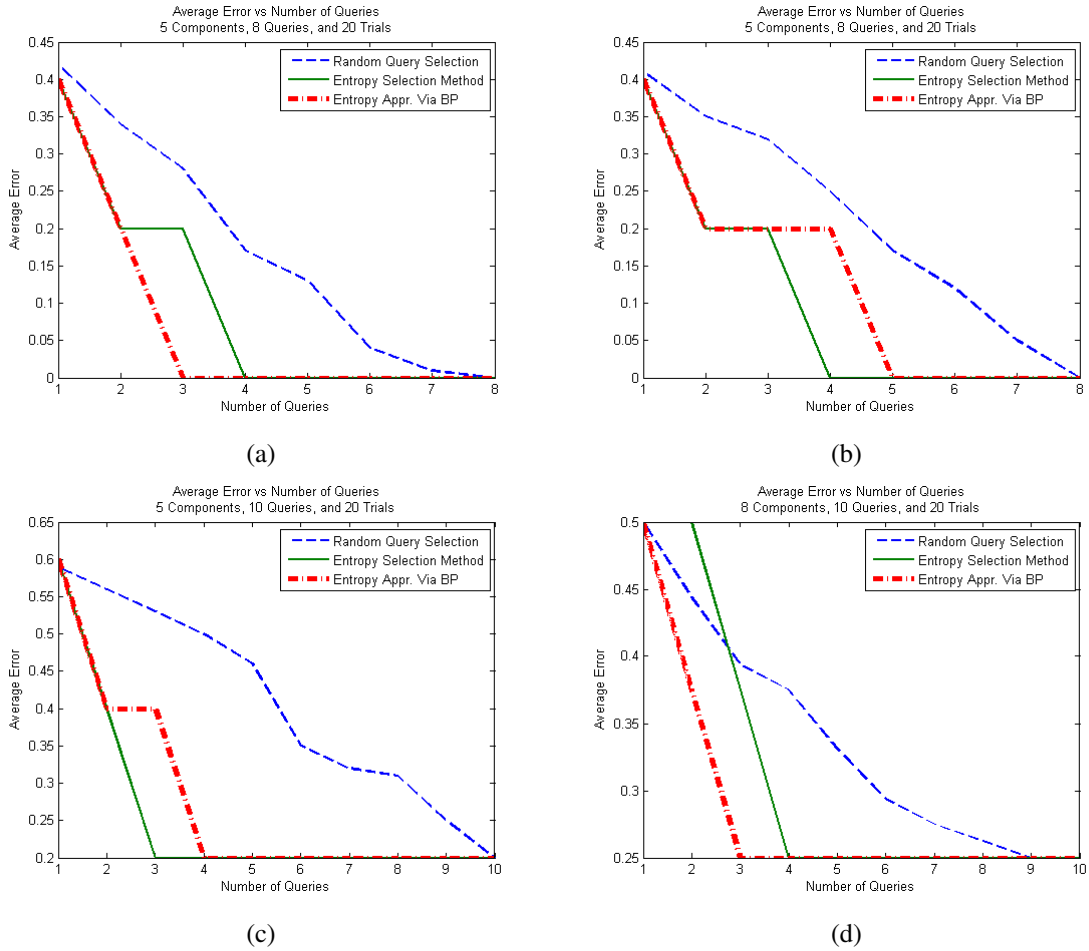 Average Error vs Number of Queries
5 Components, 8 Queries, and 20 Trials
0.45
0.4
0.35
0.3
0.25
0.2
0.15
0.1
0.05
0
Average Error
Random Query Selection
Entropy Selection Method
Entropy Appr. Via BP
1 2 3 4 5 6 7 8
Number of Queries
(a)
Average Error vs Number of Queries
5 Components, 8 Queries, and 20 Trials
0.45
0.4
0.35
0.3
0.25
0.2
0.15
0.1
0.05
0
Average Error
Random Query Selection
Entropy Selection Method
Entropy Appr. Via BP
1 2 3 4 5 6 7 8
Number of Queries
(b)
Average Error vs Number of Queries
5 Components, 10 Queries, and 20 Trials
0.65
0.6
0.55
0.5
0.45
0.4
0.35
0.3
0.25
0.2
Average Error
Random Query Selection
Entropy Selection Method
Entropy Appr. Via BP
1 2 3 4 5 6 7 8 9 10
Number of Queries
(c)
Average Error vs Number of Queries
8 Components, 10 Queries, and 20 Trials
0.5
0.45
0.4
0.35
0.3
0.25
Average Error
Random Query Selection
Entropy Selection Method
Entropy Appr. Via BP
1 2 3 4 5 6 7 8 9 10
Number of Queries
(d)